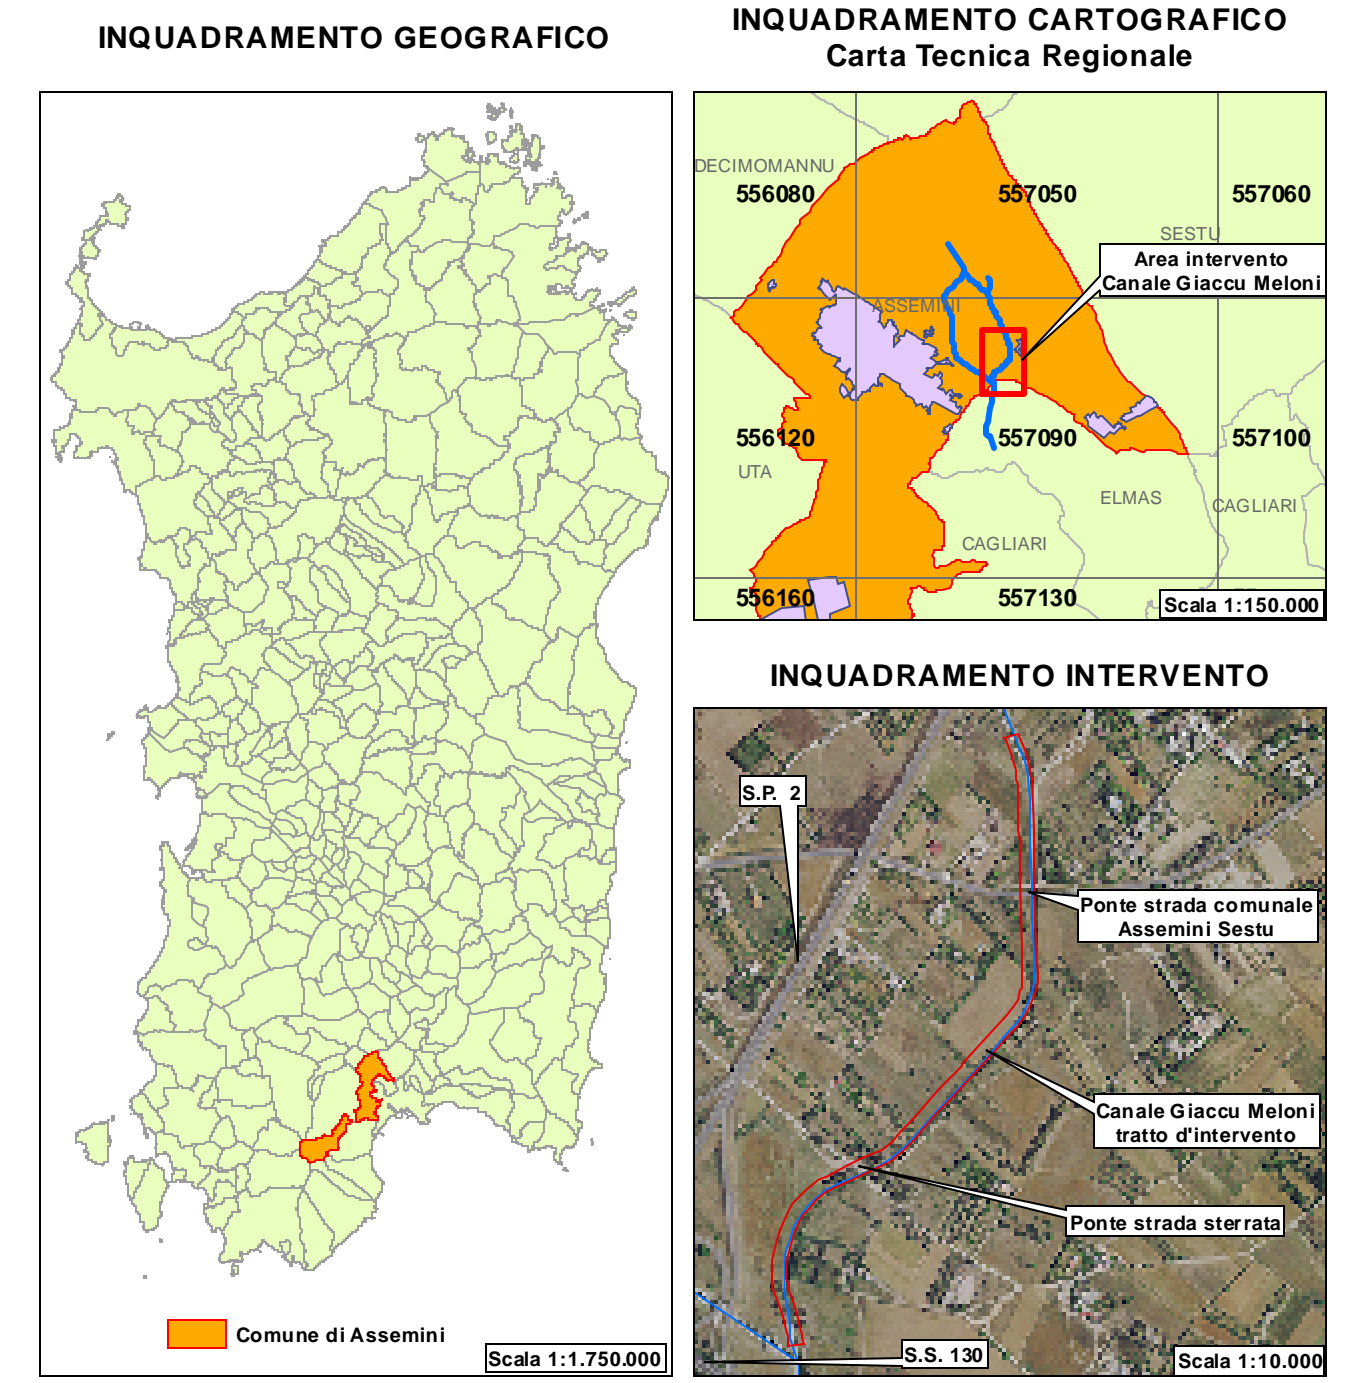 INQUADRAMENTO GEOGRAFICO
Comune di Assemini
Scala 1:1.750.000
INQUADRAMENTO CARTOGRAFICO
Carta Tecnica Regionale
DECIMOMANNU
556080
557050
557060
SESTU
Area intervento
Canale Giaccu Meloni
ASSEMINI
556120
557090
557100
UTA
ELMAS
CAGLIARI
CAGLIARI
556160
557130
Scala 1:150.000
INQUADRAMENTO INTERVENTO
S.P. 2
Ponte strada comunale
Assemini Sestu
Canale Giaccu Meloni
tratto d'intervento
Ponte strada sterrata
S.S. 130
Scala 1:10.000